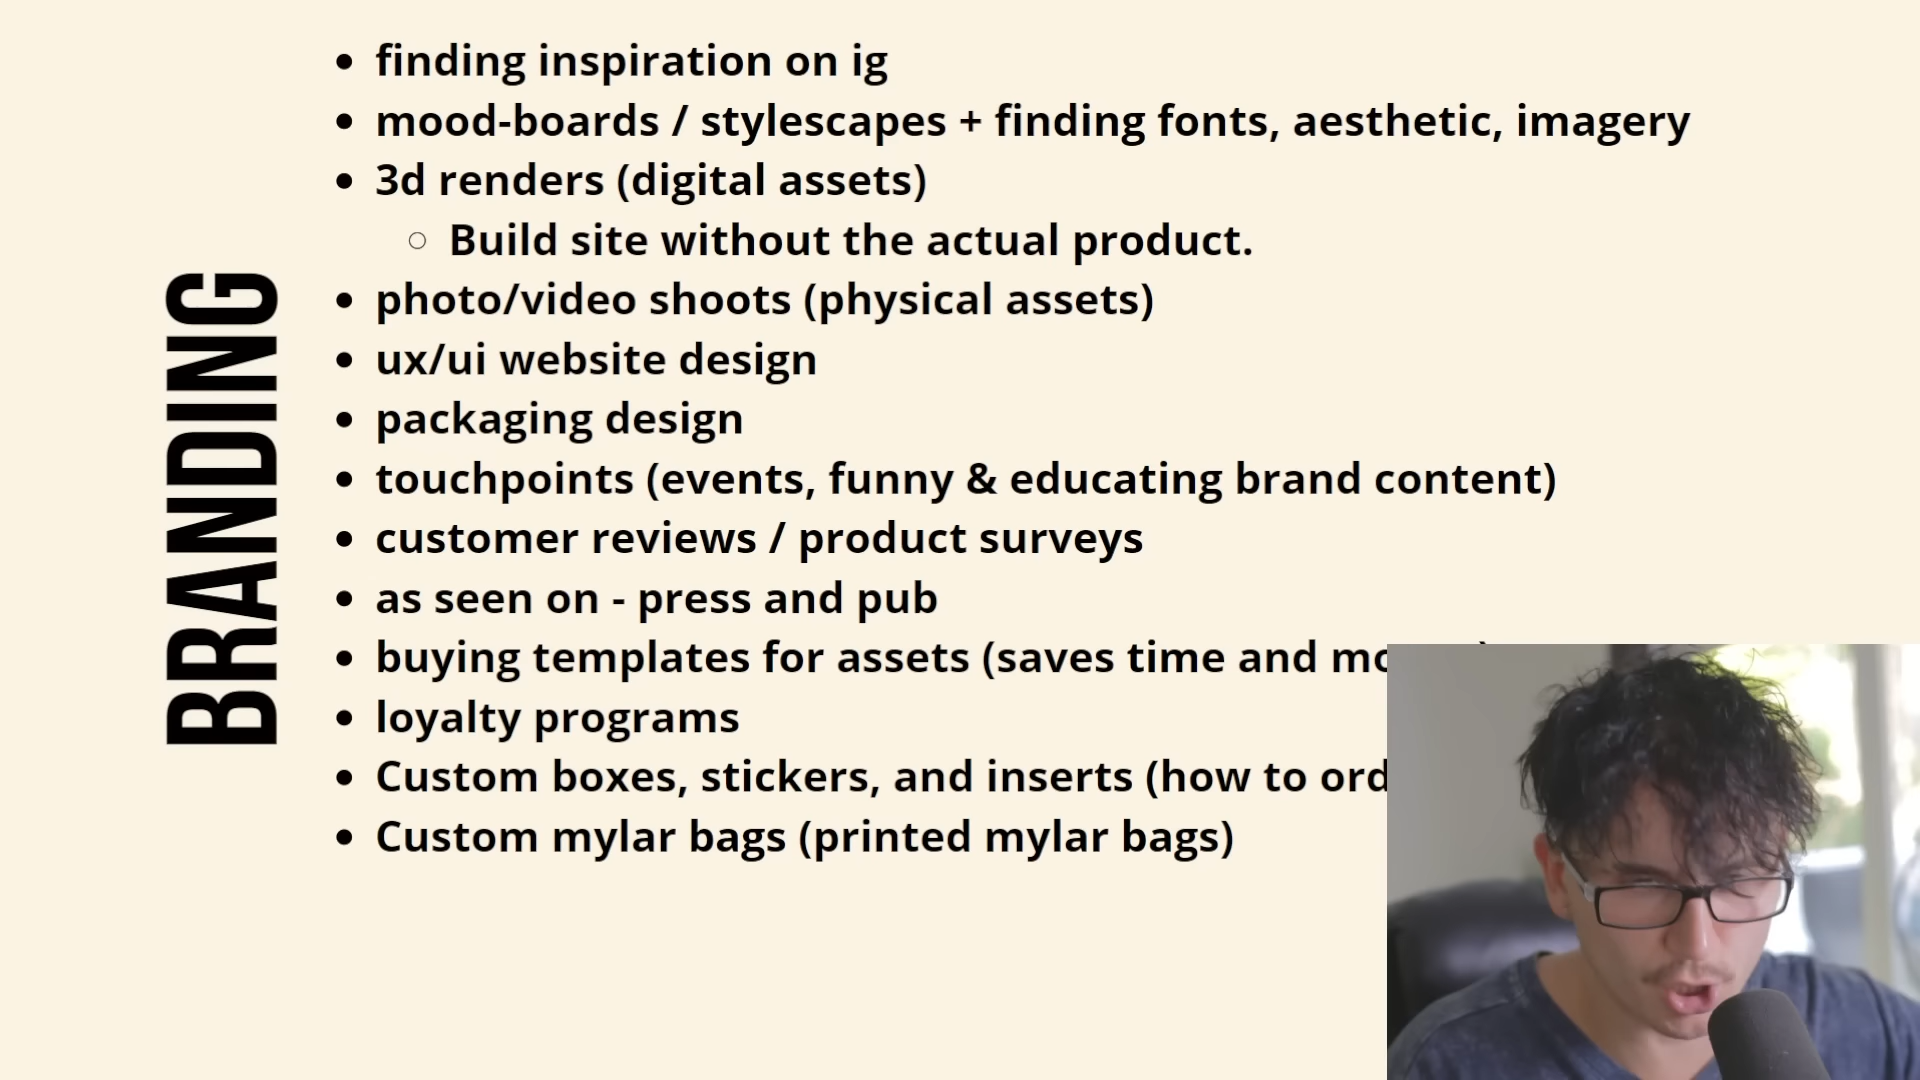 BRANDING
• finding inspiration on ig
• mood-boards / stylescapes + finding fonts, aesthetic, imagery
• 3d renders (digital assets)
○ Build site without the actual product.
• photo/video shoots (physical assets)
• ux/ui website design
• packaging design
• touchpoints (events, funny & educating brand content)
• customer reviews / product surveys
• as seen on - press and pub
• buying templates for assets (saves time and
• loyalty programs
• Custom boxes, stickers, and inserts (how to
• Custom mylar bags (printed mylar bags)